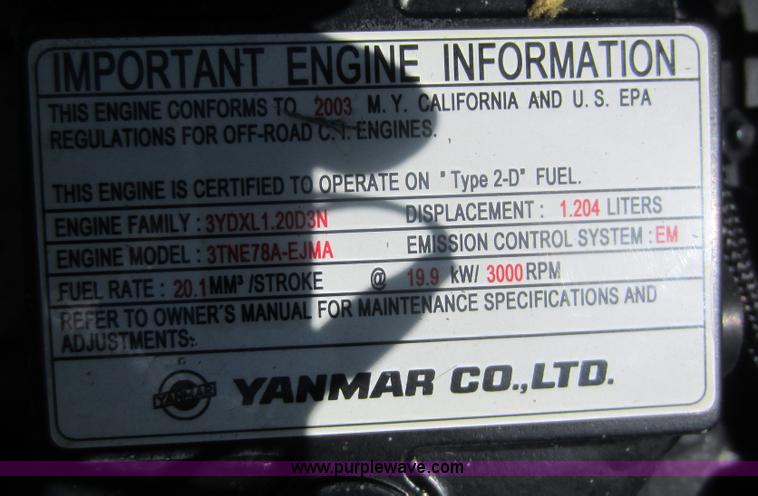 IMPORTANT ENGINE INFORMATION
THIS ENGINE CONFORMS TO 2003 M.Y. CALIFORNIA AND U.S. EPA
REGULATIONS FOR OFF-ROAD C.I. ENGINES.
THIS ENGINE IS CERTIFIED TO OPERATE ON "Type 2-D" FUEL.
ENGINE FAMILY : 3YDXL1.20D3N DISPLACEMENT : 1.204 LITERS
ENGINE MODEL : 3TNE78A-EJMA EMISSION CONTROL SYSTEM : EM
FUEL RATE : 20.1 MM³ /STROKE @ 19.9 kW/ 3000 RPM
REFER TO OWNER'S MANUAL FOR MAINTENANCE SPECIFICATIONS AND
ADJUSTMENTS.
YANMAR YANMAR CO.,LTD.
www.purplewave.com